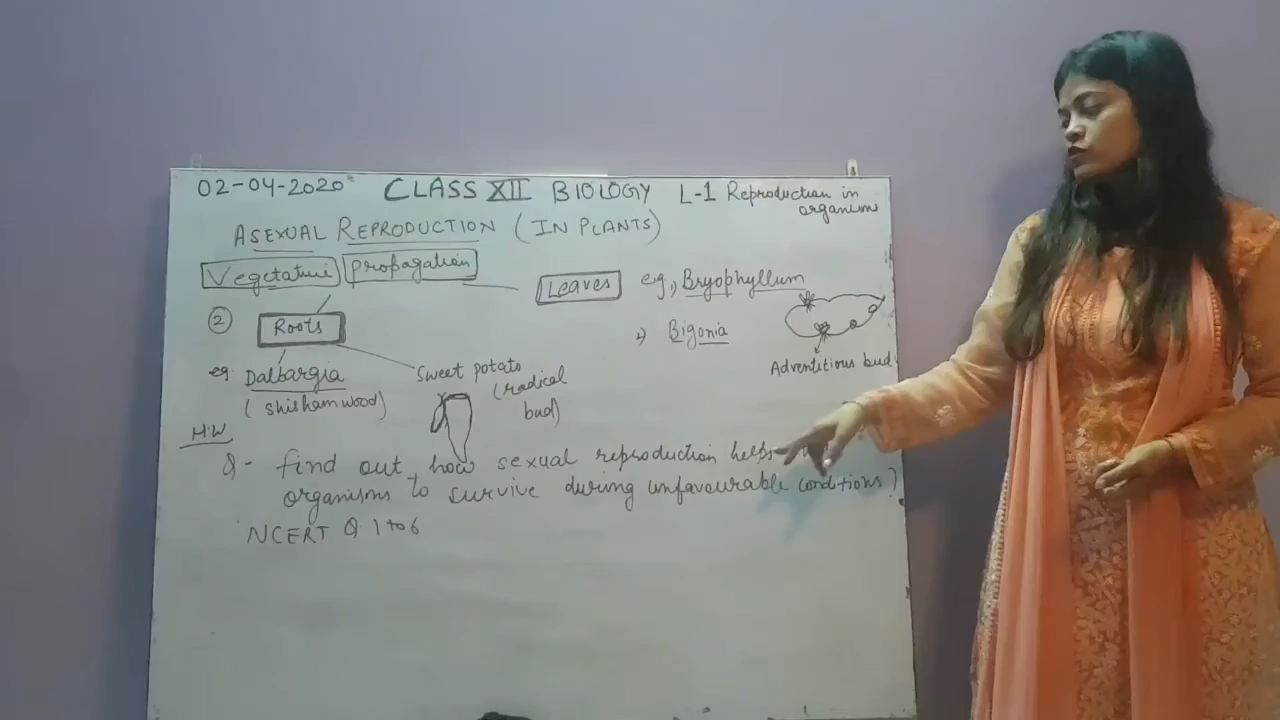 02-04-2020 CLASS XII BIOLOGY L-1 Reproduction in
organism
ASEXUAL REPRODUCTION (IN PLANTS)
Vegetative propagation
Leaves e.g., Bryophyllum
2 Roots
Bigonia
Adventitious bud
eg Dalbargia
(shisham wood)
Sweet potato
(radical
bud)
H.W
Q- find out how sexual reproduction helps
organisms to survive during unfavourable conditions?
NCERT Q 1 to 6